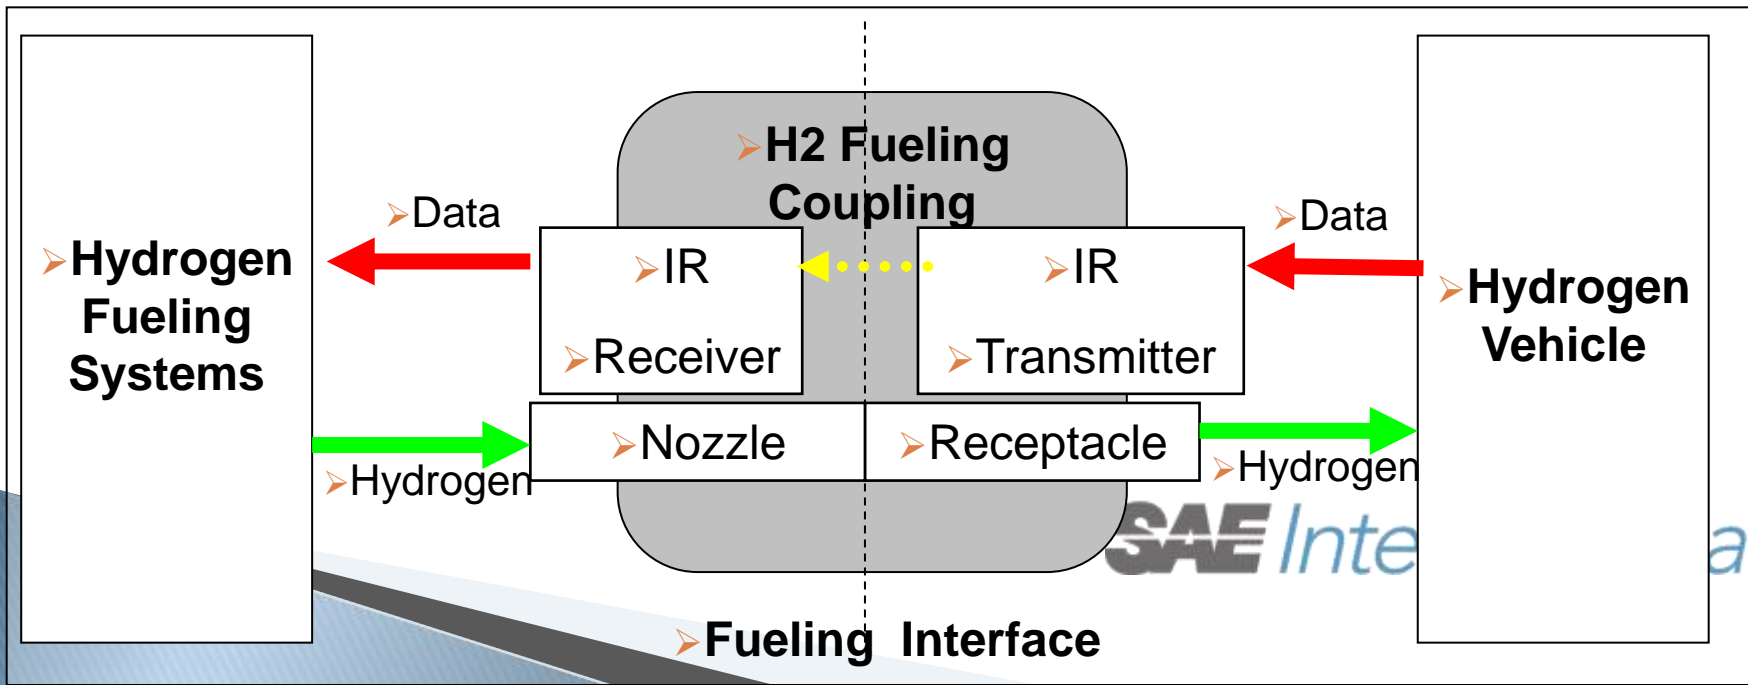 ➢H2 Fueling
Coupling
➢Data
➢Data
➢Hydrogen
Fueling
Systems
➢IR
➢Receiver
➢IR
➢Transmitter
➢Hydrogen
Vehicle
➢Nozzle
➢Receptacle
➢Hydrogen
➢Hydrogen
SAE Inte a
➢Fueling Interface